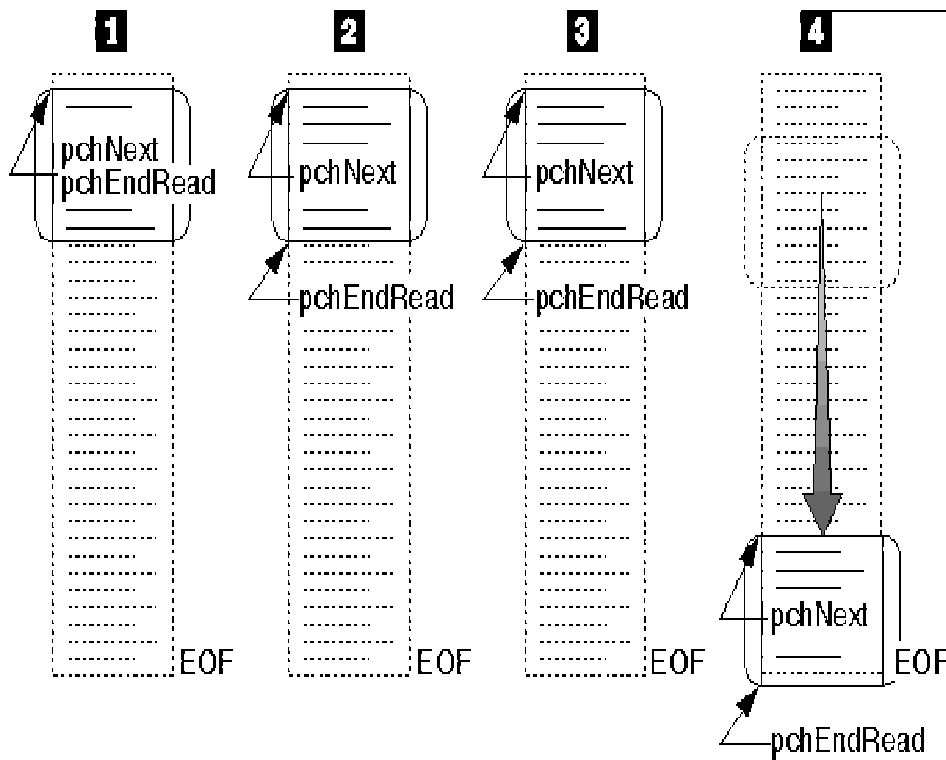 1
2
3
4
pchNext
pchEndRead
pchNext
pchEndRead
pchNext
pchEndRead
EOF
EOF
EOF
pchNext
EOF
pchEndRead